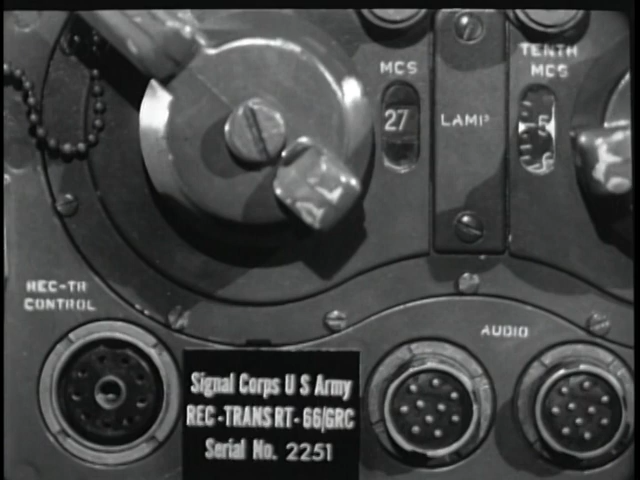 MCS
TENTH
MCS
27
LAMP
5
REC-TR
CONTROL
AUDIO
Signal Corps U S Army
REC-TRANS RT-66/GRC
Serial No. 2251